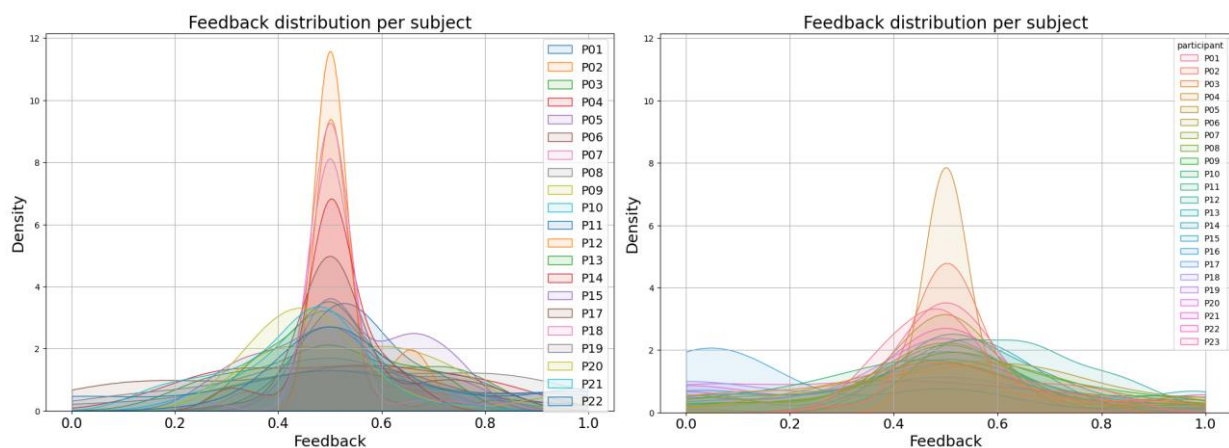 Feedback distribution per subject
12
10
8
6
4
2
0
Density
0.0 0.2 0.4 0.6 0.8 1.0
Feedback
P01
P02
P03
P04
P05
P06
P07
P08
P09
P10
P11
P12
P13
P14
P15
P17
P18
P19
P20
P21
P22
Feedback distribution per subject
12
10
8
6
4
2
0
Density
0.0 0.2 0.4 0.6 0.8 1.0
Feedback
participant
P01
P02
P03
P04
P05
P06
P07
P08
P09
P10
P11
P12
P13
P14
P15
P16
P17
P18
P19
P20
P21
P22
P23